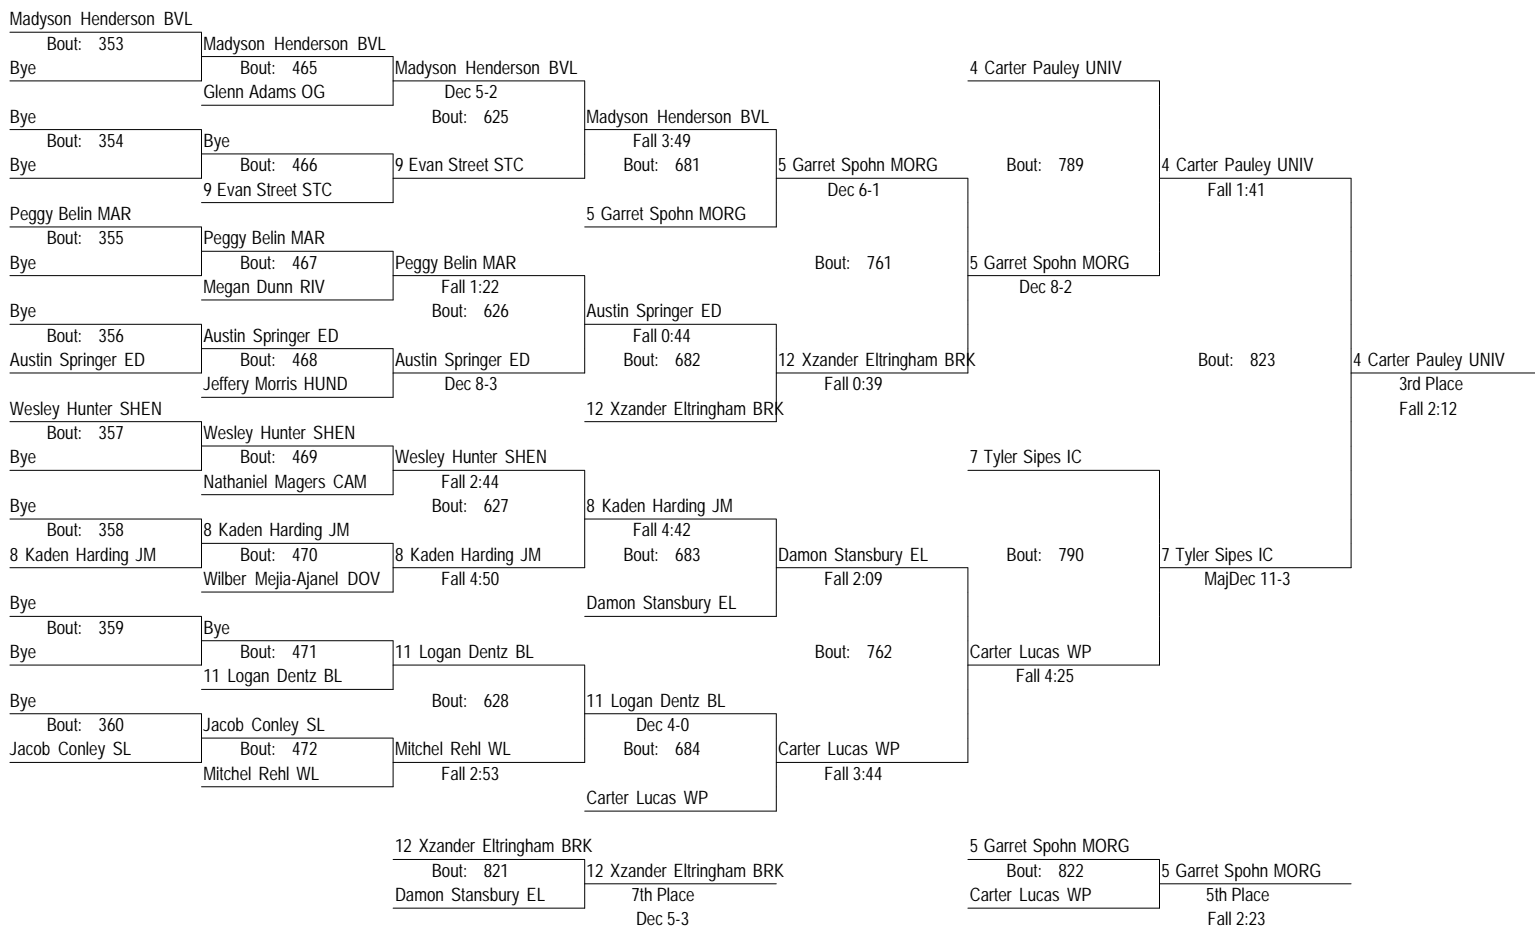 Madyson Henderson BVL
Bout: 353 Madyson Henderson BVL
Bye Bout: 465 Madyson Henderson BVL 4 Carter Pauley UNIV
Glenn Adams OG Dec 5-2
Bye Bout: 625 Madyson Henderson BVL
Bout: 354 Bye Fall 3:49
Bye Bout: 466 9 Evan Street STC Bout: 681 5 Garret Spohn MORG Bout: 789 4 Carter Pauley UNIV
9 Evan Street STC Dec 6-1 Fall 1:41
Peggy Belin MAR 5 Garret Spohn MORG
Bout: 355 Peggy Belin MAR
Bye Bout: 467 Peggy Belin MAR Bout: 761 5 Garret Spohn MORG
Megan Dunn RIV Fall 1:22 Dec 8-2
Bye Bout: 626 Austin Springer ED
Bout: 356 Austin Springer ED Fall 0:44
Austin Springer ED Bout: 468 Austin Springer ED Bout: 682 12 Xzander Eltringham BRK Bout: 823 4 Carter Pauley UNIV
Jeffery Morris HUND Dec 8-3 Fall 0:39 3rd Place
Wesley Hunter SHEN 12 Xzander Eltringham BRK Fall 2:12
Bout: 357 Wesley Hunter SHEN
Bye Bout: 469 Wesley Hunter SHEN 7 Tyler Sipes IC
Nathaniel Magers CAM Fall 2:44
Bye Bout: 627 8 Kaden Harding JM
Bout: 358 8 Kaden Harding JM Fall 4:42
8 Kaden Harding JM Bout: 470 8 Kaden Harding JM Bout: 683 Damon Stansbury EL Bout: 790 7 Tyler Sipes IC
Wilber Mejia-Ajanel DOV Fall 4:50 Fall 2:09 MajDec 11-3
Bye Damon Stansbury EL
Bout: 359 Bye
Bye Bout: 471 11 Logan Dentz BL Bout: 762 Carter Lucas WP
11 Logan Dentz BL Fall 4:25
Bye Bout: 628 11 Logan Dentz BL
Bout: 360 Jacob Conley SL Dec 4-0
Jacob Conley SL Bout: 472 Mitchel Rehl WL Bout: 684 Carter Lucas WP
Mitchel Rehl WL Fall 2:53 Fall 3:44
Carter Lucas WP
12 Xzander Eltringham BRK 5 Garret Spohn MORG
Bout: 821 12 Xzander Eltringham BRK Bout: 822 5 Garret Spohn MORG
Damon Stansbury EL 7th Place Carter Lucas WP 5th Place
Dec 5-3 Fall 2:23